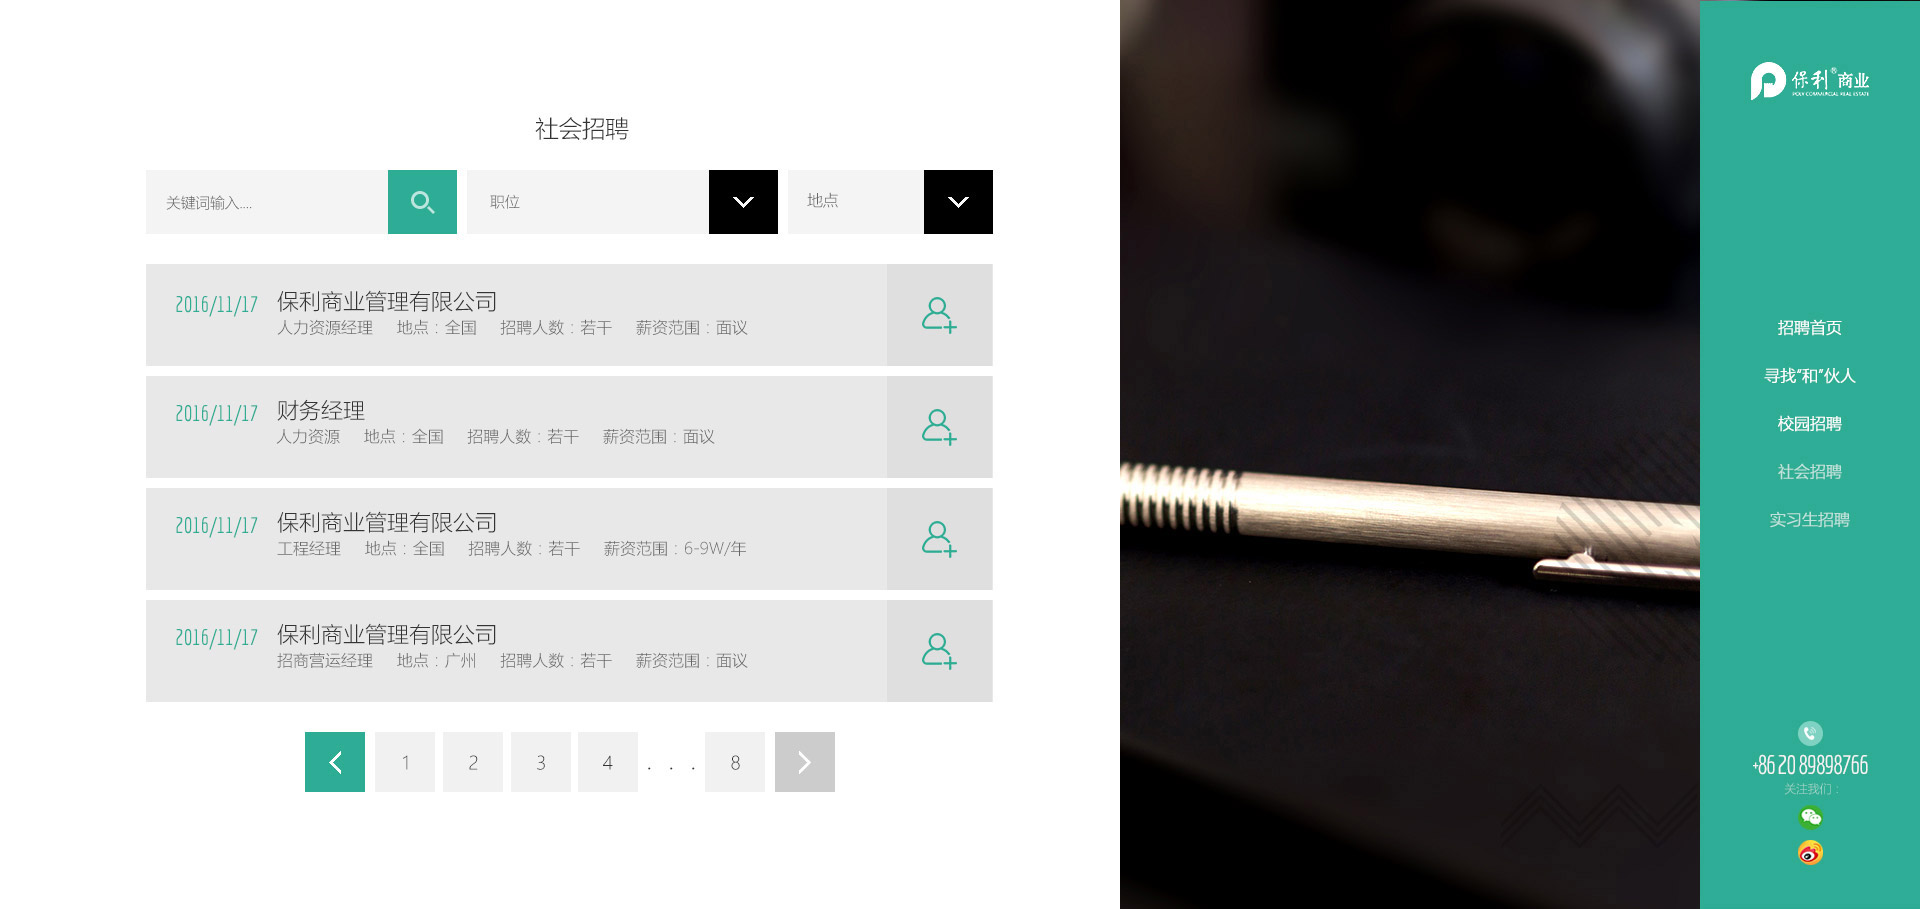 社会招聘
关键词输入....
职位
地点
2016/11/17 保利商业管理有限公司
人力资源经理 地点：全国 招聘人数：若干 薪资范围：面议
2016/11/17 财务经理
人力资源 地点：全国 招聘人数：若干 薪资范围：面议
2016/11/17 保利商业管理有限公司
工程经理 地点：全国 招聘人数：若干 薪资范围：6-9W/年
2016/11/17 保利商业管理有限公司
招商营运经理 地点：广州 招聘人数：若干 薪资范围：面议
1 2 3 4 . . . 8
保利®商业
POLY COMMERCIAL REAL ESTATE
招聘首页
寻找“和”伙人
校园招聘
社会招聘
实习生招聘
+86 20 89898766
关注我们：